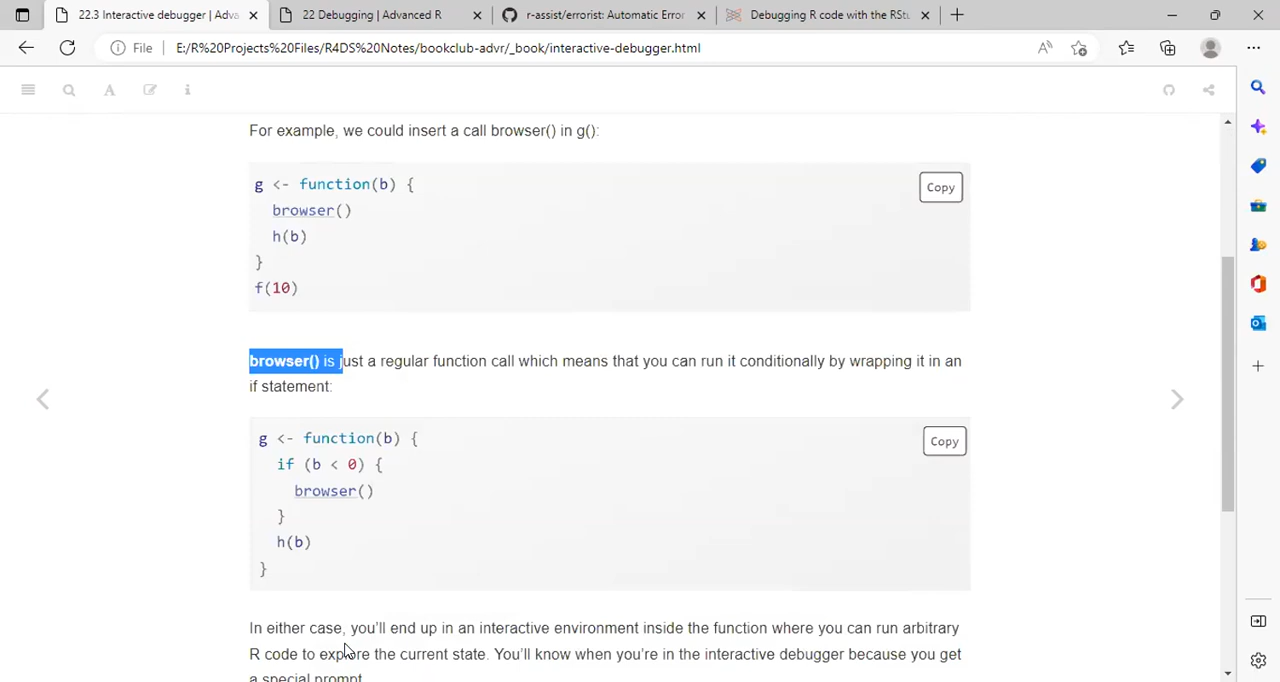 22.3 Interactive debugger | Adva
22 Debugging | Advanced R
r-assist/errorist: Automatic Error
Debugging R code with the RStu
File
E:/R%20Projects%20Files/R4DS%20Notes/bookclub-advr/_book/interactive-debugger.html
For example, we could insert a call browser() in g():
g <- function(b) {
browser()
h(b)
}
f(10)
Copy
browser() is just a regular function call which means that you can run it conditionally by wrapping it in an
if statement:
g <- function(b) {
if (b < 0) {
browser()
}
h(b)
}
Copy
In either case, you'll end up in an interactive environment inside the function where you can run arbitrary
R code to explore the current state. You'll know when you're in the interactive debugger because you get
a special prompt